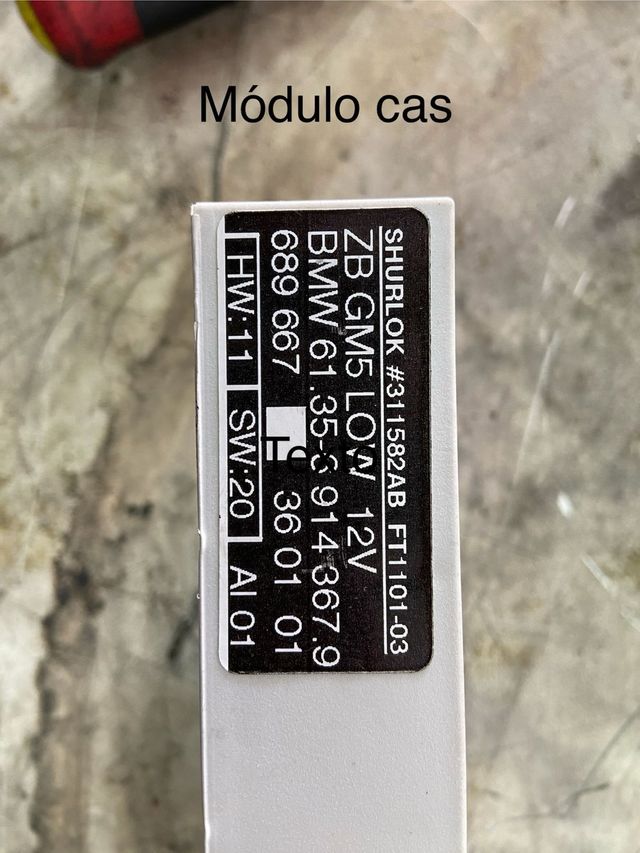 Módulo cas
SHURLOK #311582AB FT1101-03
ZB GM5 LOW 12V
BMW 61.35-6 914 367.9
689 667 36 01 01
HW:11 SW:20 AI 01